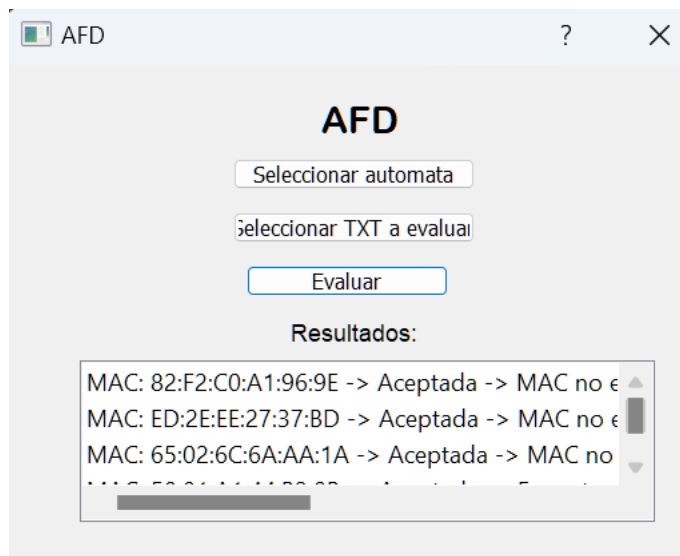 AFD
?
AFD
Seleccionar automata
Seleccionar TXT a evaluar
Evaluar
Resultados:
MAC: 82:F2:C0:A1:96:9E -> Aceptada -> MAC no e
MAC: ED:2E:EE:27:37:BD -> Aceptada -> MAC no e
MAC: 65:02:6C:6A:AA:1A -> Aceptada -> MAC no